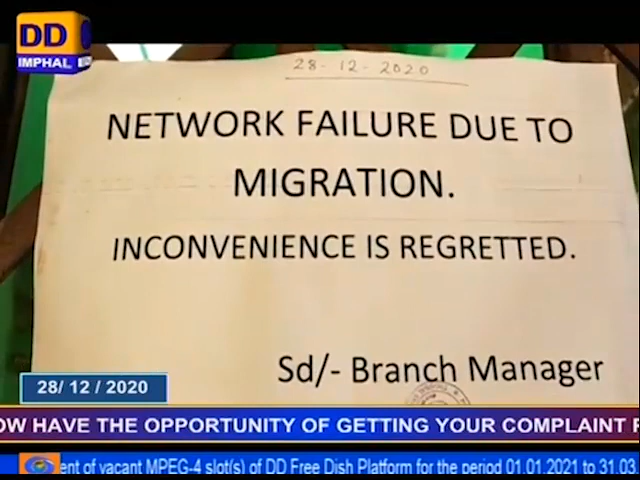 DD
IMPHAL
28-12-2020
NETWORK FAILURE DUE TO
MIGRATION.
INCONVENIENCE IS REGRETTED.
Sd/- Branch Manager
28/ 12 / 2020
OW HAVE THE OPPORTUNITY OF GETTING YOUR COMPLAINT
ent of vacant MPEG-4 slot(s) of DD Free Dish Platform for the period 01.01.2021 to 31.03.